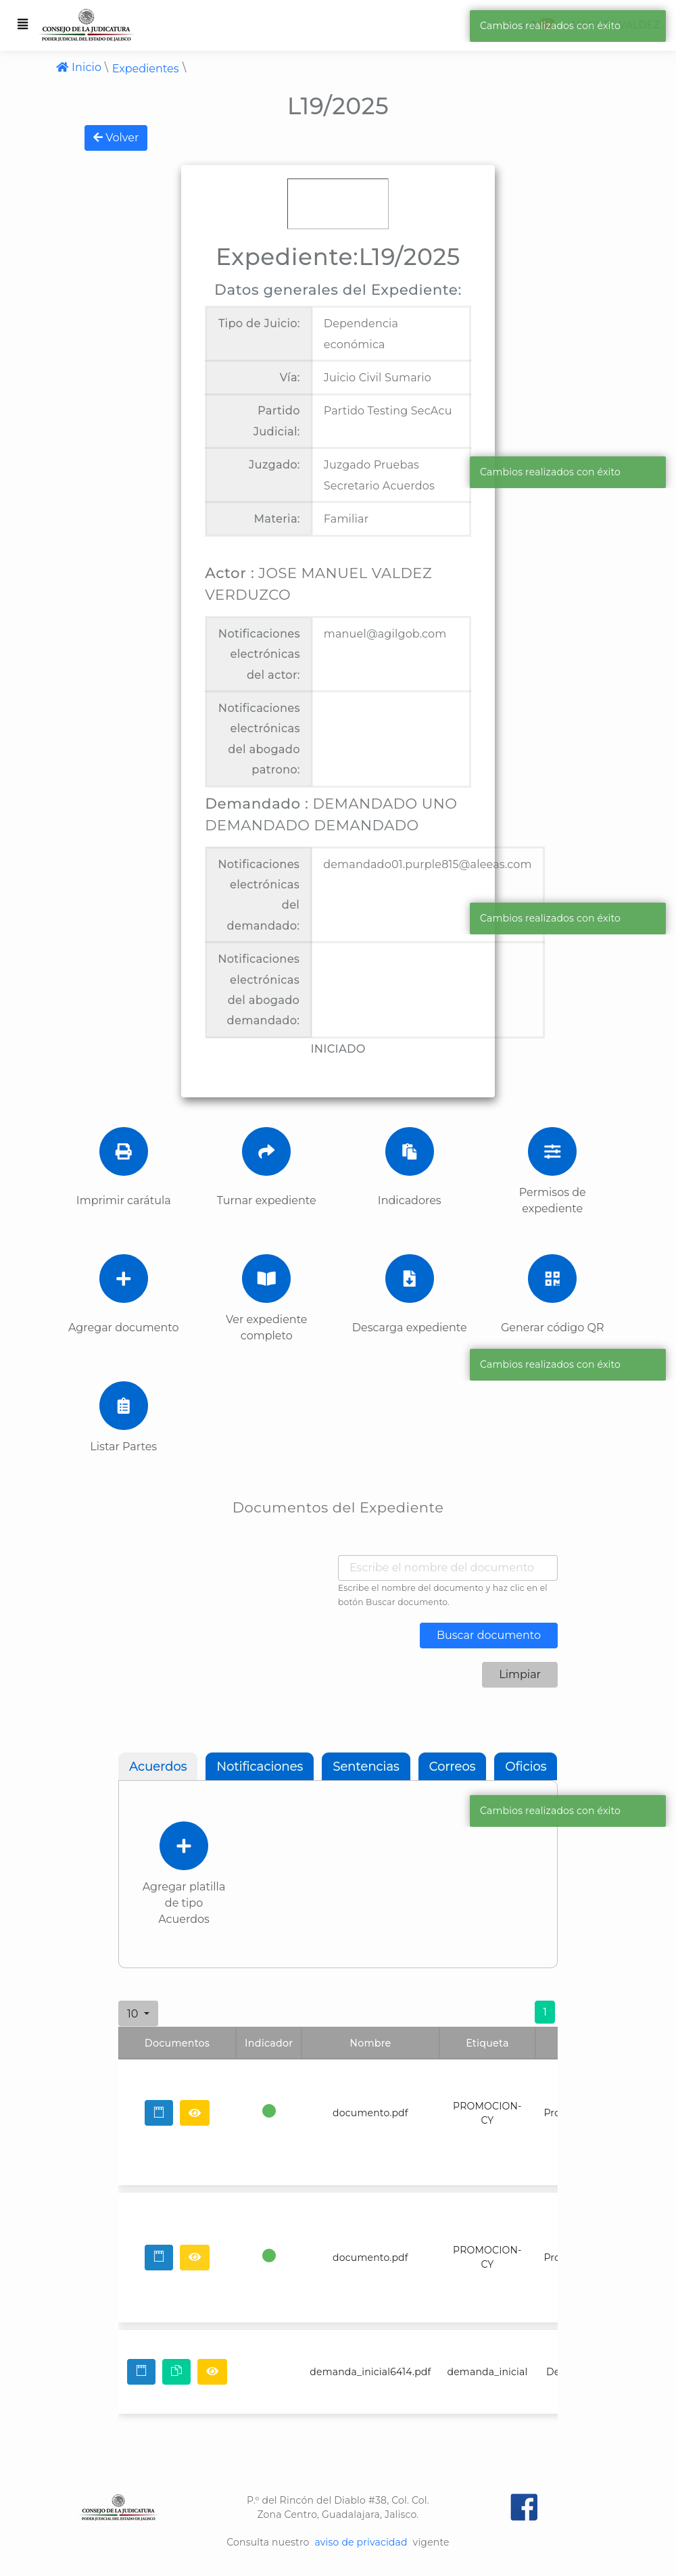 CONSEJO DE LA JUDICATURA
PODER JUDICIAL DEL ESTADO DE JALISCO
Cambios realizados con éxito
Inicio \ Expedientes \
L19/2025
Volver
Expediente:L19/2025
Datos generales del Expediente:
Tipo de Juicio: Dependencia
económica
Vía: Juicio Civil Sumario
Partido Partido Testing SecAcu
Judicial:
Juzgado: Juzgado Pruebas
Secretario Acuerdos
Cambios realizados con éxito
Materia: Familiar
Actor : JOSE MANUEL VALDEZ
VERDUZCO
Notificaciones manuel@agilgob.com
electrónicas
del actor:
Notificaciones
electrónicas
del abogado
patrono:
Demandado : DEMANDADO UNO
DEMANDADO DEMANDADO
Notificaciones demandado01.purple815@aleeas.com
electrónicas
del
demandado:
Cambios realizados con éxito
Notificaciones
electrónicas
del abogado
demandado:
INICIADO
Imprimir carátula
Turnar expediente
Indicadores
Permisos de
expediente
Agregar documento
Ver expediente
completo
Descarga expediente
Generar código QR
Cambios realizados con éxito
Listar Partes
Documentos del Expediente
Escribe el nombre del documento
Escribe el nombre del documento y haz clic en el
botón Buscar documento.
Buscar documento
Limpiar
Acuerdos Notificaciones Sentencias Correos Oficios
Cambios realizados con éxito
Agregar platilla
de tipo
Acuerdos
10 1
Documentos Indicador Nombre Etiqueta
documento.pdf PROMOCION-
CY
documento.pdf PROMOCION-
CY
demanda_inicial6414.pdf demanda_inicial
CONSEJO DE LA JUDICATURA
PODER JUDICIAL DEL ESTADO DE JALISCO
P.º del Rincón del Diablo #38, Col. Col.
Zona Centro, Guadalajara, Jalisco.
Consulta nuestro aviso de privacidad vigente